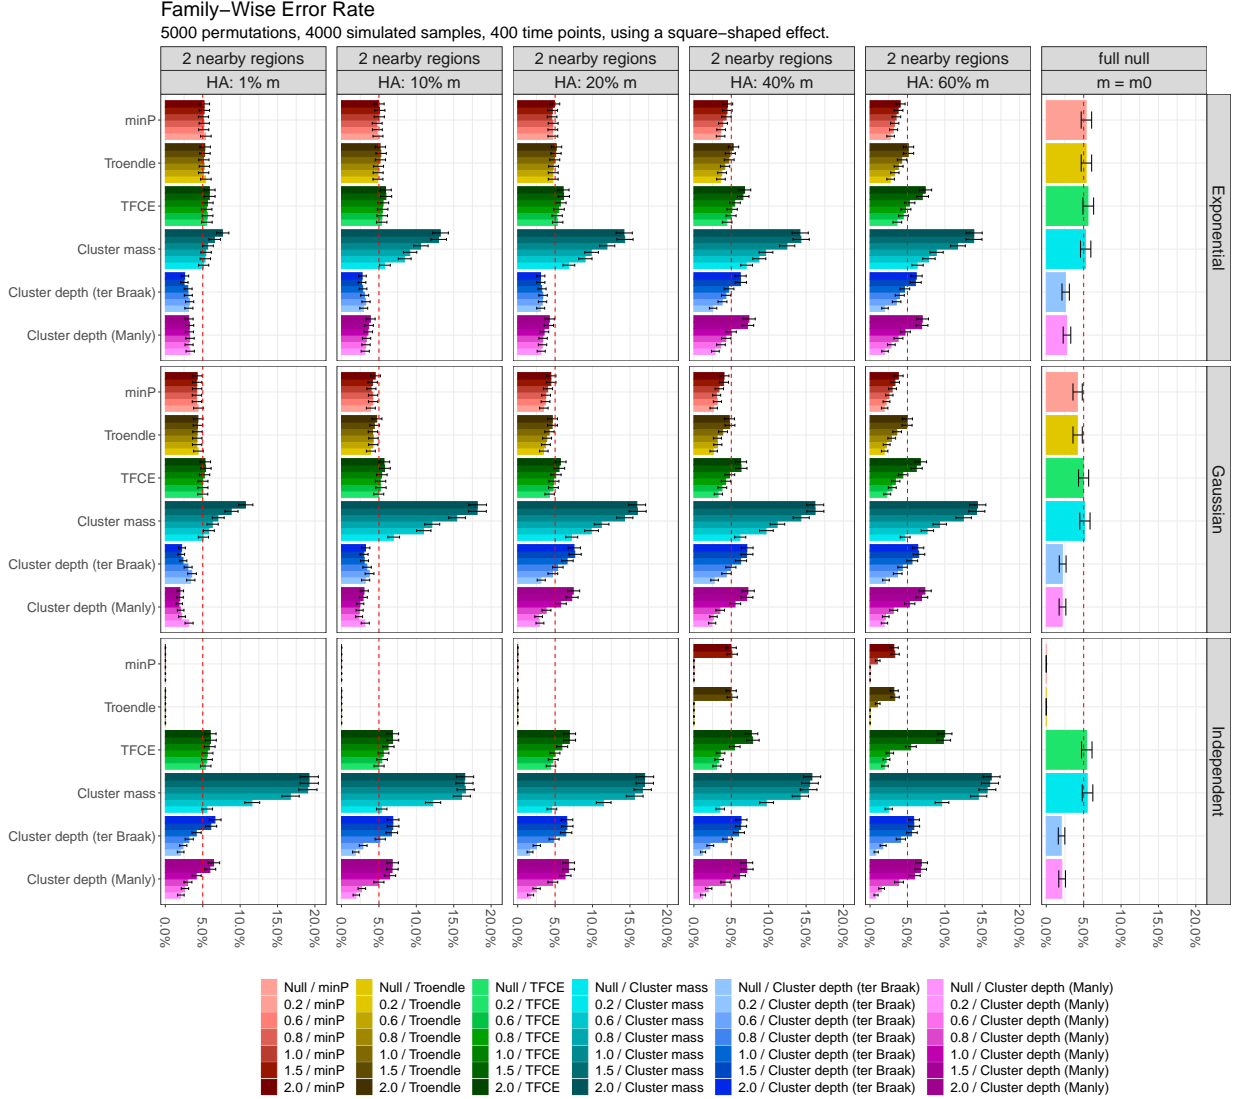 Family−Wise Error Rate
5000 permutations, 4000 simulated samples, 400 time points, using a square−shaped effect.
2 nearby regions
2 nearby regions
2 nearby regions
2 nearby regions
2 nearby regions
full null
HA: 1% m
HA: 10% m
HA: 20% m
HA: 40% m
HA: 60% m
m = m0
minP
Troendle
TFCE
Cluster mass
Cluster depth (ter Braak)
Cluster depth (Manly)
Exponential
minP
Troendle
TFCE
Cluster mass
Cluster depth (ter Braak)
Cluster depth (Manly)
Gaussian
minP
Troendle
TFCE
Cluster mass
Cluster depth (ter Braak)
Cluster depth (Manly)
Independent
0.00% 5.0% 10.0% 15.0% 20.0%
0.00% 5.0% 10.0% 15.0% 20.0%
0.00% 5.0% 10.0% 15.0% 20.0%
0.00% 5.0% 10.0% 15.0% 20.0%
0.00% 5.0% 10.0% 15.0% 20.0%
0.00% 5.0% 10.0% 15.0% 20.0%
Null / minP
0.2 / minP
0.6 / minP
0.8 / minP
1.0 / minP
1.5 / minP
2.0 / minP
Null / Troendle
0.2 / Troendle
0.6 / Troendle
0.8 / Troendle
1.0 / Troendle
1.5 / Troendle
2.0 / Troendle
Null / TFCE
0.2 / TFCE
0.6 / TFCE
0.8 / TFCE
1.0 / TFCE
1.5 / TFCE
2.0 / TFCE
Null / Cluster mass
0.2 / Cluster mass
0.6 / Cluster mass
0.8 / Cluster mass
1.0 / Cluster mass
1.5 / Cluster mass
2.0 / Cluster mass
Null / Cluster depth (ter Braak)
0.2 / Cluster depth (ter Braak)
0.6 / Cluster depth (ter Braak)
0.8 / Cluster depth (ter Braak)
1.0 / Cluster depth (ter Braak)
1.5 / Cluster depth (ter Braak)
2.0 / Cluster depth (ter Braak)
Null / Cluster depth (Manly)
0.2 / Cluster depth (Manly)
0.6 / Cluster depth (Manly)
0.8 / Cluster depth (Manly)
1.0 / Cluster depth (Manly)
1.5 / Cluster depth (Manly)
2.0 / Cluster depth (Manly)